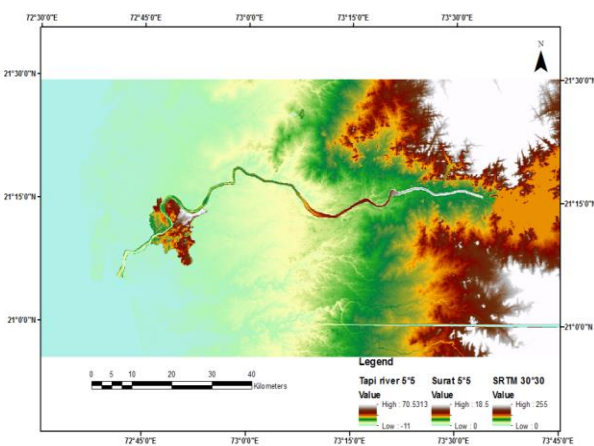 72°30'0"E 72°45'0"E 73°0'0"E 73°15'0"E 73°30'0"E
N
21°30'0"N 21°30'0"N
21°15'0"N 21°15'0"N
21°0'0"N 21°0'0"N
0 5 10 20 30 40
Kilometers
Legend
Tapi river 5*5 Surat 5*5 SRTM 30*30
Value Value Value
High : 70.5313 High : 18.5 High : 255
Low : -11 Low : 0 Low : 0
72°45'0"E 73°0'0"E 73°15'0"E 73°30'0"E 73°45'0"E